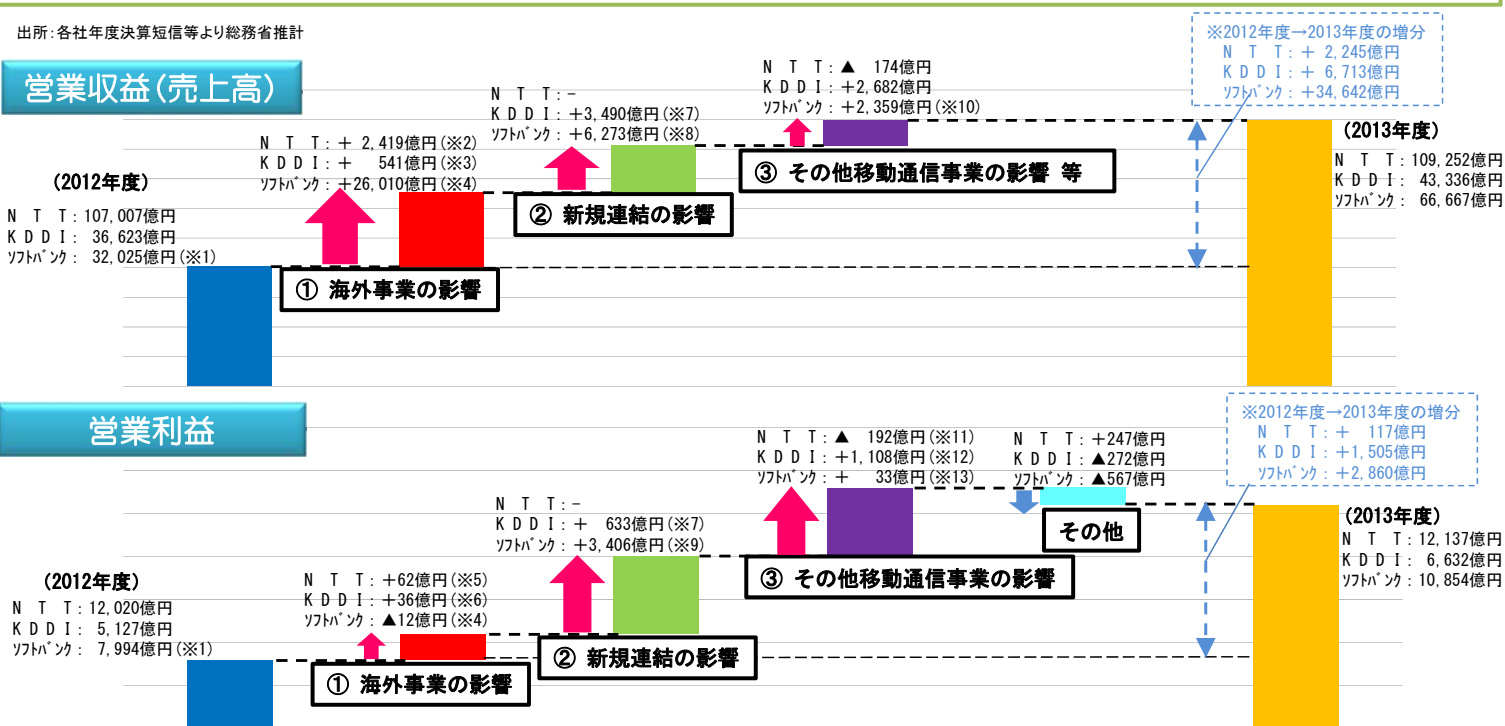 出所：各社年度決算短信等より総務省推計
営業収益（売上高）
（2012年度）
N T T：107,007億円
K D D I： 36,623億円
ソフトバンク： 32,025億円(※1)
N T T：＋ 2,419億円(※2)
K D D I：＋ 541億円(※3)
ソフトバンク：＋26,010億円(※4)
① 海外事業の影響
N T T：－
K D D I：＋3,490億円(※7)
ソフトバンク：＋6,273億円(※8)
② 新規連結の影響
N T T：▲ 174億円
K D D I：＋2,682億円
ソフトバンク：＋2,359億円(※10)
③ その他移動通信事業の影響 等
※2012年度→2013年度の増分
N T T：＋ 2,245億円
K D D I：＋ 6,713億円
ソフトバンク：＋34,642億円
（2013年度）
N T T：109,252億円
K D D I： 43,336億円
ソフトバンク： 66,667億円
営業利益
（2012年度）
N T T：12,020億円
K D D I： 5,127億円
ソフトバンク： 7,994億円(※1)
N T T：＋62億円(※5)
K D D I：＋36億円(※6)
ソフトバンク：▲12億円(※4)
① 海外事業の影響
N T T：－
K D D I：＋ 633億円(※7)
ソフトバンク：＋3,406億円(※9)
② 新規連結の影響
N T T：▲ 192億円(※11)
K D D I：＋1,108億円(※12)
ソフトバンク：＋ 33億円(※13)
③ その他移動通信事業の影響
N T T：＋247億円
K D D I：▲272億円
ソフトバンク：▲567億円
その他
※2012年度→2013年度の増分
N T T：＋ 117億円
K D D I：＋1,505億円
ソフトバンク：＋2,860億円
（2013年度）
N T T：12,137億円
K D D I： 6,632億円
ソフトバンク：10,854億円